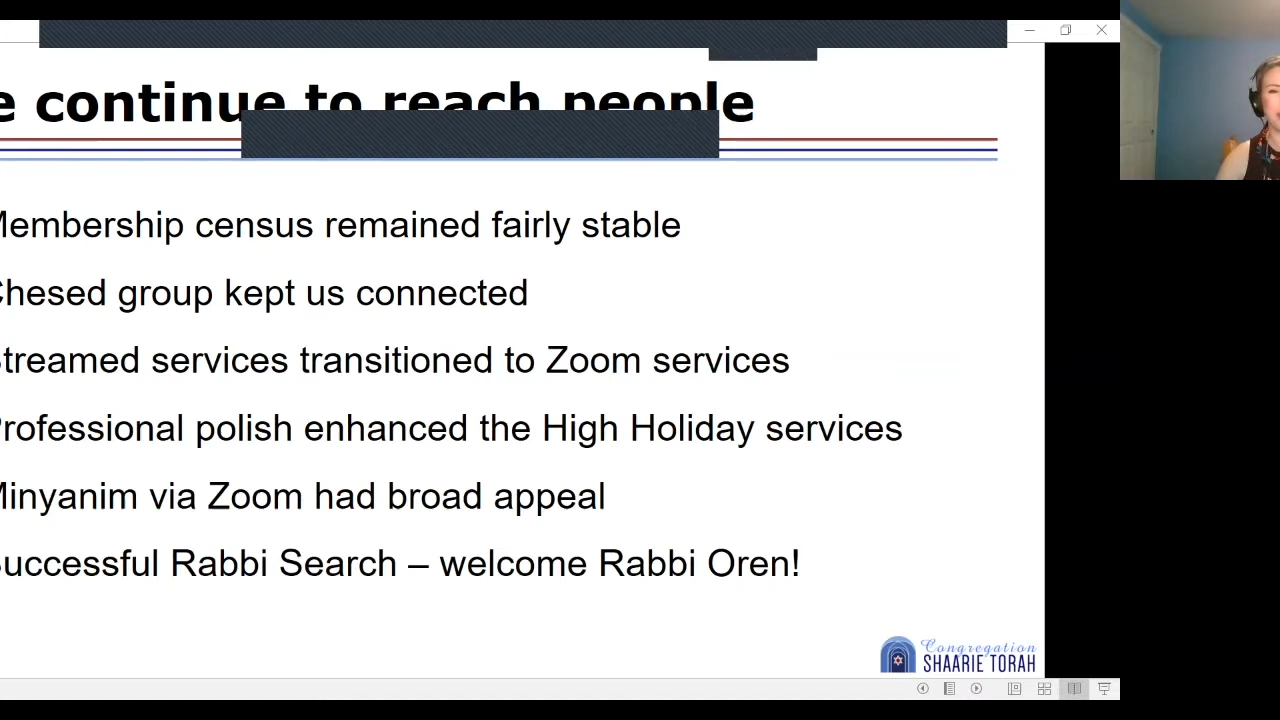 e continue to reach people
Membership census remained fairly stable
Chesed group kept us connected
Streamed services transitioned to Zoom services
Professional polish enhanced the High Holiday services
Minyanim via Zoom had broad appeal
Successful Rabbi Search – welcome Rabbi Oren!
Congregation
SHAARIE TORAH